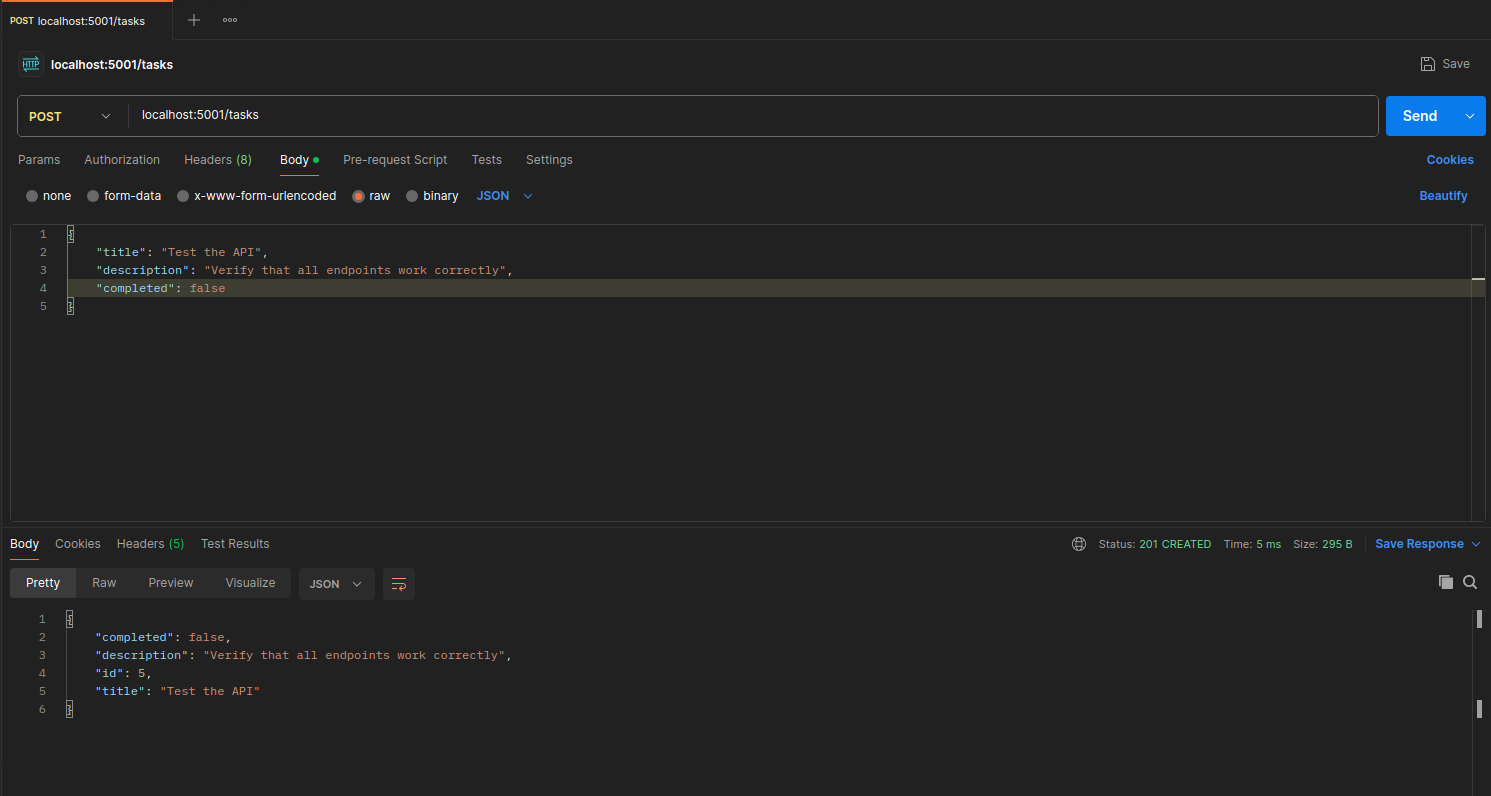 POST localhost:5001/tasks
HTTP localhost:5001/tasks Save
POST localhost:5001/tasks Send
Params Authorization Headers (8) Body Pre-request Script Tests Settings Cookies
none form-data x-www-form-urlencoded raw binary JSON Beautify
1 {
2 "title": "Test the API",
3 "description": "Verify that all endpoints work correctly",
4 "completed": false
5 }
Body Cookies Headers (5) Test Results Status: 201 CREATED Time: 5 ms Size: 295 B Save Response
Pretty Raw Preview Visualize JSON
1 {
2 "completed": false,
3 "description": "Verify that all endpoints work correctly",
4 "id": 5,
5 "title": "Test the API"
6 }